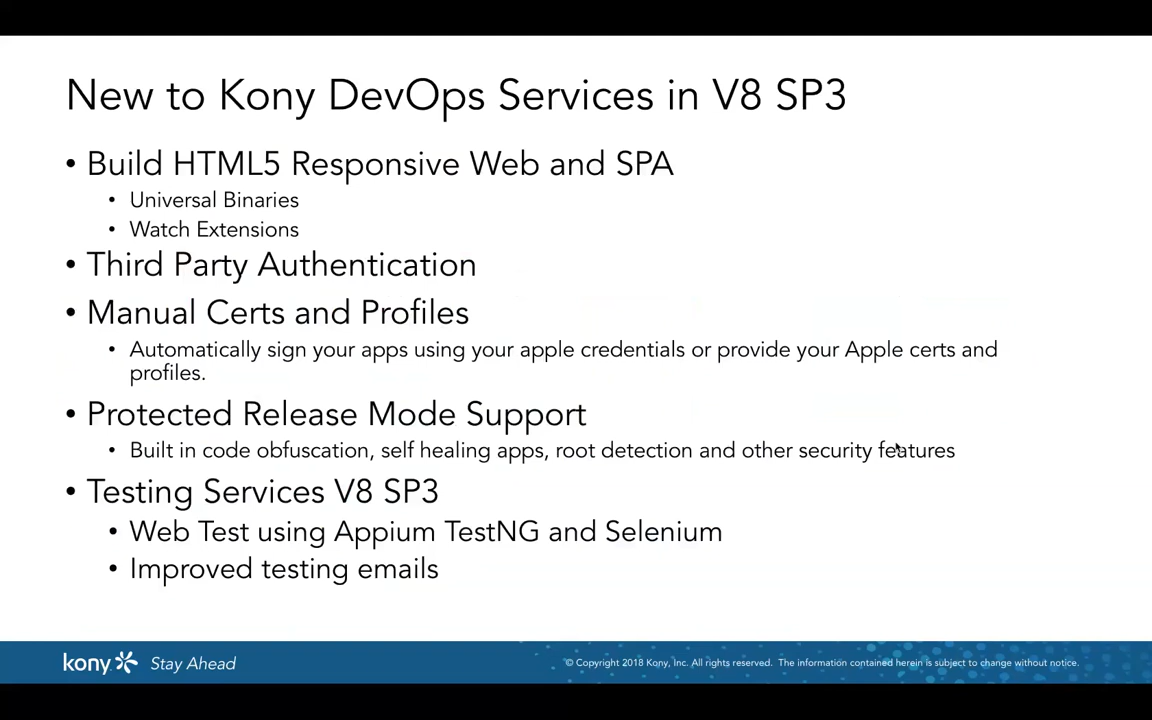 New to Kony DevOps Services in V8 SP3
• Build HTML5 Responsive Web and SPA
• Universal Binaries
• Watch Extensions
• Third Party Authentication
• Manual Certs and Profiles
• Automatically sign your apps using your apple credentials or provide your Apple certs and
profiles.
• Protected Release Mode Support
• Built in code obfuscation, self healing apps, root detection and other security features
• Testing Services V8 SP3
• Web Test using Appium TestNG and Selenium
• Improved testing emails
kony Stay Ahead
© Copyright 2018 Kony, Inc. All rights reserved. The information contained herein is subject to change without notice.